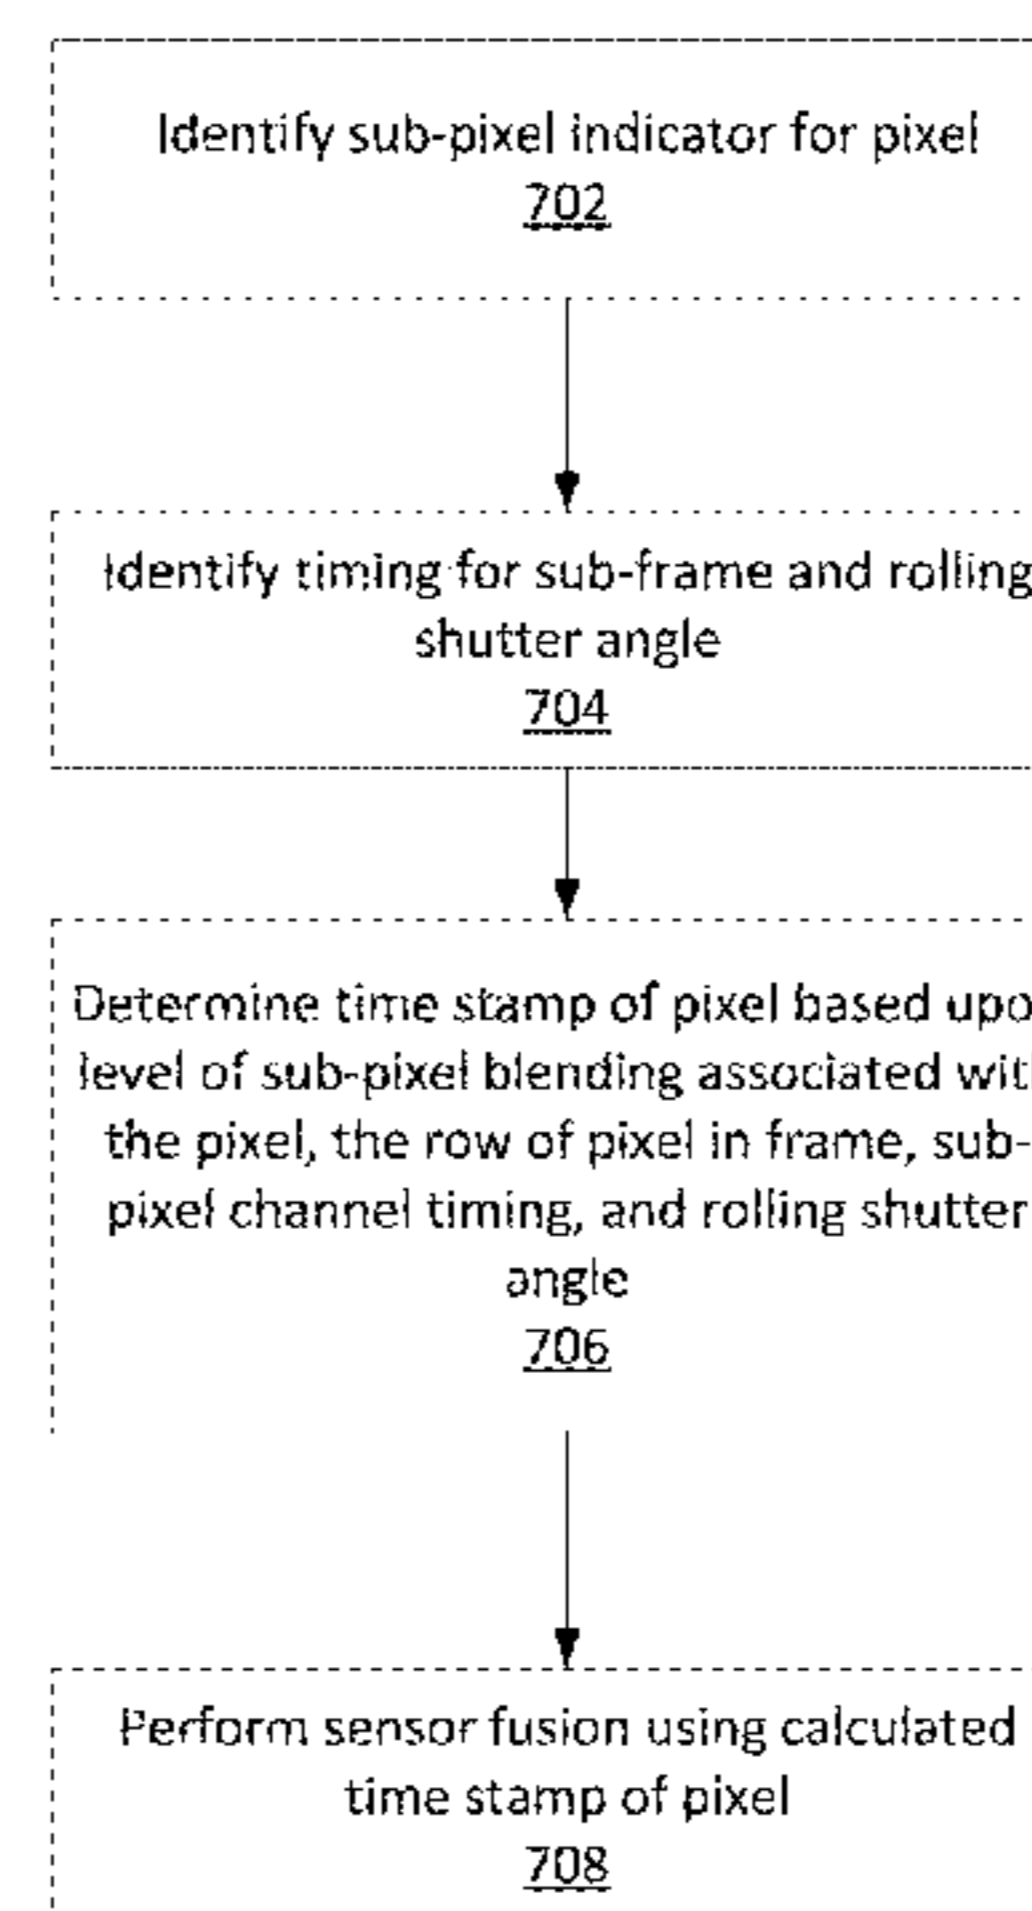 Identify sub-pixel indicator for pixel
702
Identify timing for sub-frame and rolling
shutter angle
704
Determine time stamp of pixel based upo
level of sub-pixel blending associated wit
the pixel, the row of pixel in frame, sub-
pixel channel timing, and rolling shutter
angle
706
Perform sensor fusion using calculated
time stamp of pixel
708